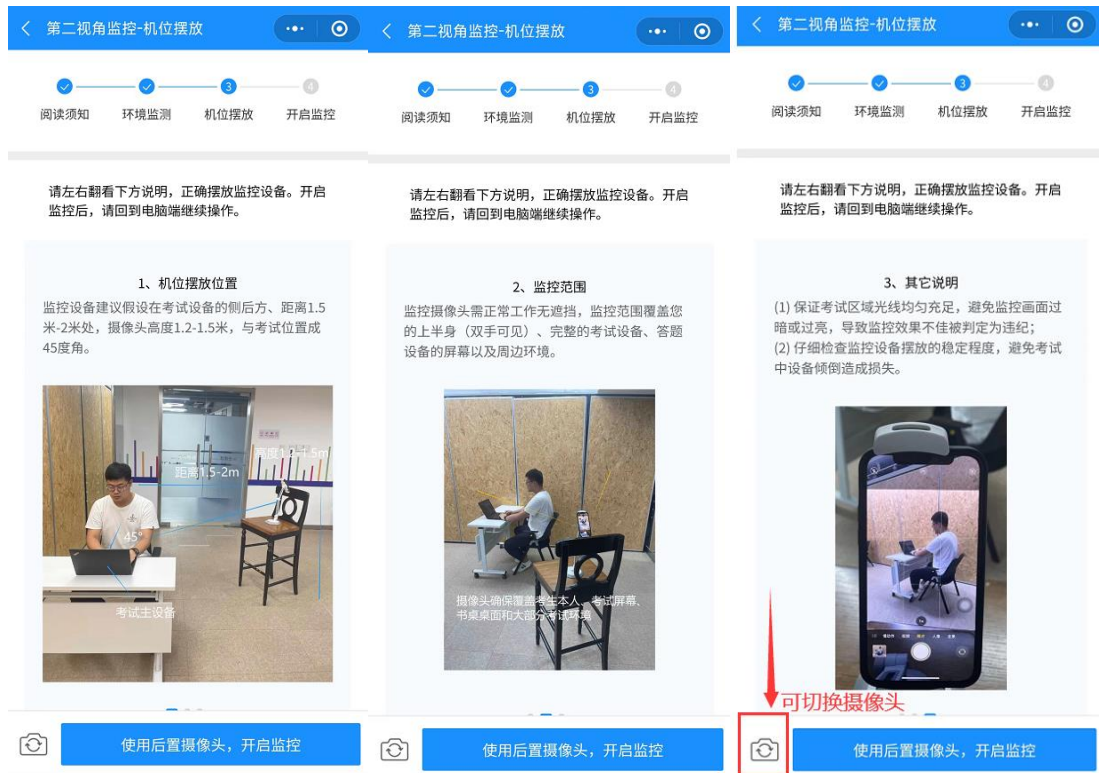 第二视角监控-机位摆放
3
4
阅读须知
环境监测
机位摆放
开启监控
请左右翻看下方说明，正确摆放监控设备。开启
监控后，请回到电脑端继续操作。
1、机位摆放位置
监控设备建议假设在考试设备的侧后方、距离1.5
米-2米处，摄像头高度1.2-1.5米，与考试位置成
45度角。
高度1.2-1.5m
距离1.5-2m
45°
考试主设备
使用后置摄像头，开启监控
第二视角监控-机位摆放
3
4
阅读须知
环境监测
机位摆放
开启监控
请左右翻看下方说明，正确摆放监控设备。开启
监控后，请回到电脑端继续操作。
2、监控范围
监控摄像头需正常工作无遮挡，监控范围覆盖您
的上半身（双手可见）、完整的考试设备、答题
设备的屏幕以及周边环境。
摄像头确保覆盖考生本人、考试屏幕、
书桌桌面和大部分考试环境
使用后置摄像头，开启监控
第二视角监控-机位摆放
3
4
阅读须知
环境监测
机位摆放
开启监控
请左右翻看下方说明，正确摆放监控设备。开启
监控后，请回到电脑端继续操作。
3、其它说明
(1) 保证考试区域光线均匀充足，避免监控画面过
暗或过亮，导致监控效果不佳被判定为违纪；
(2) 仔细检查监控设备摆放的稳定程度，避免考试
中设备倾倒造成损失。
可切换摄像头
使用后置摄像头，开启监控